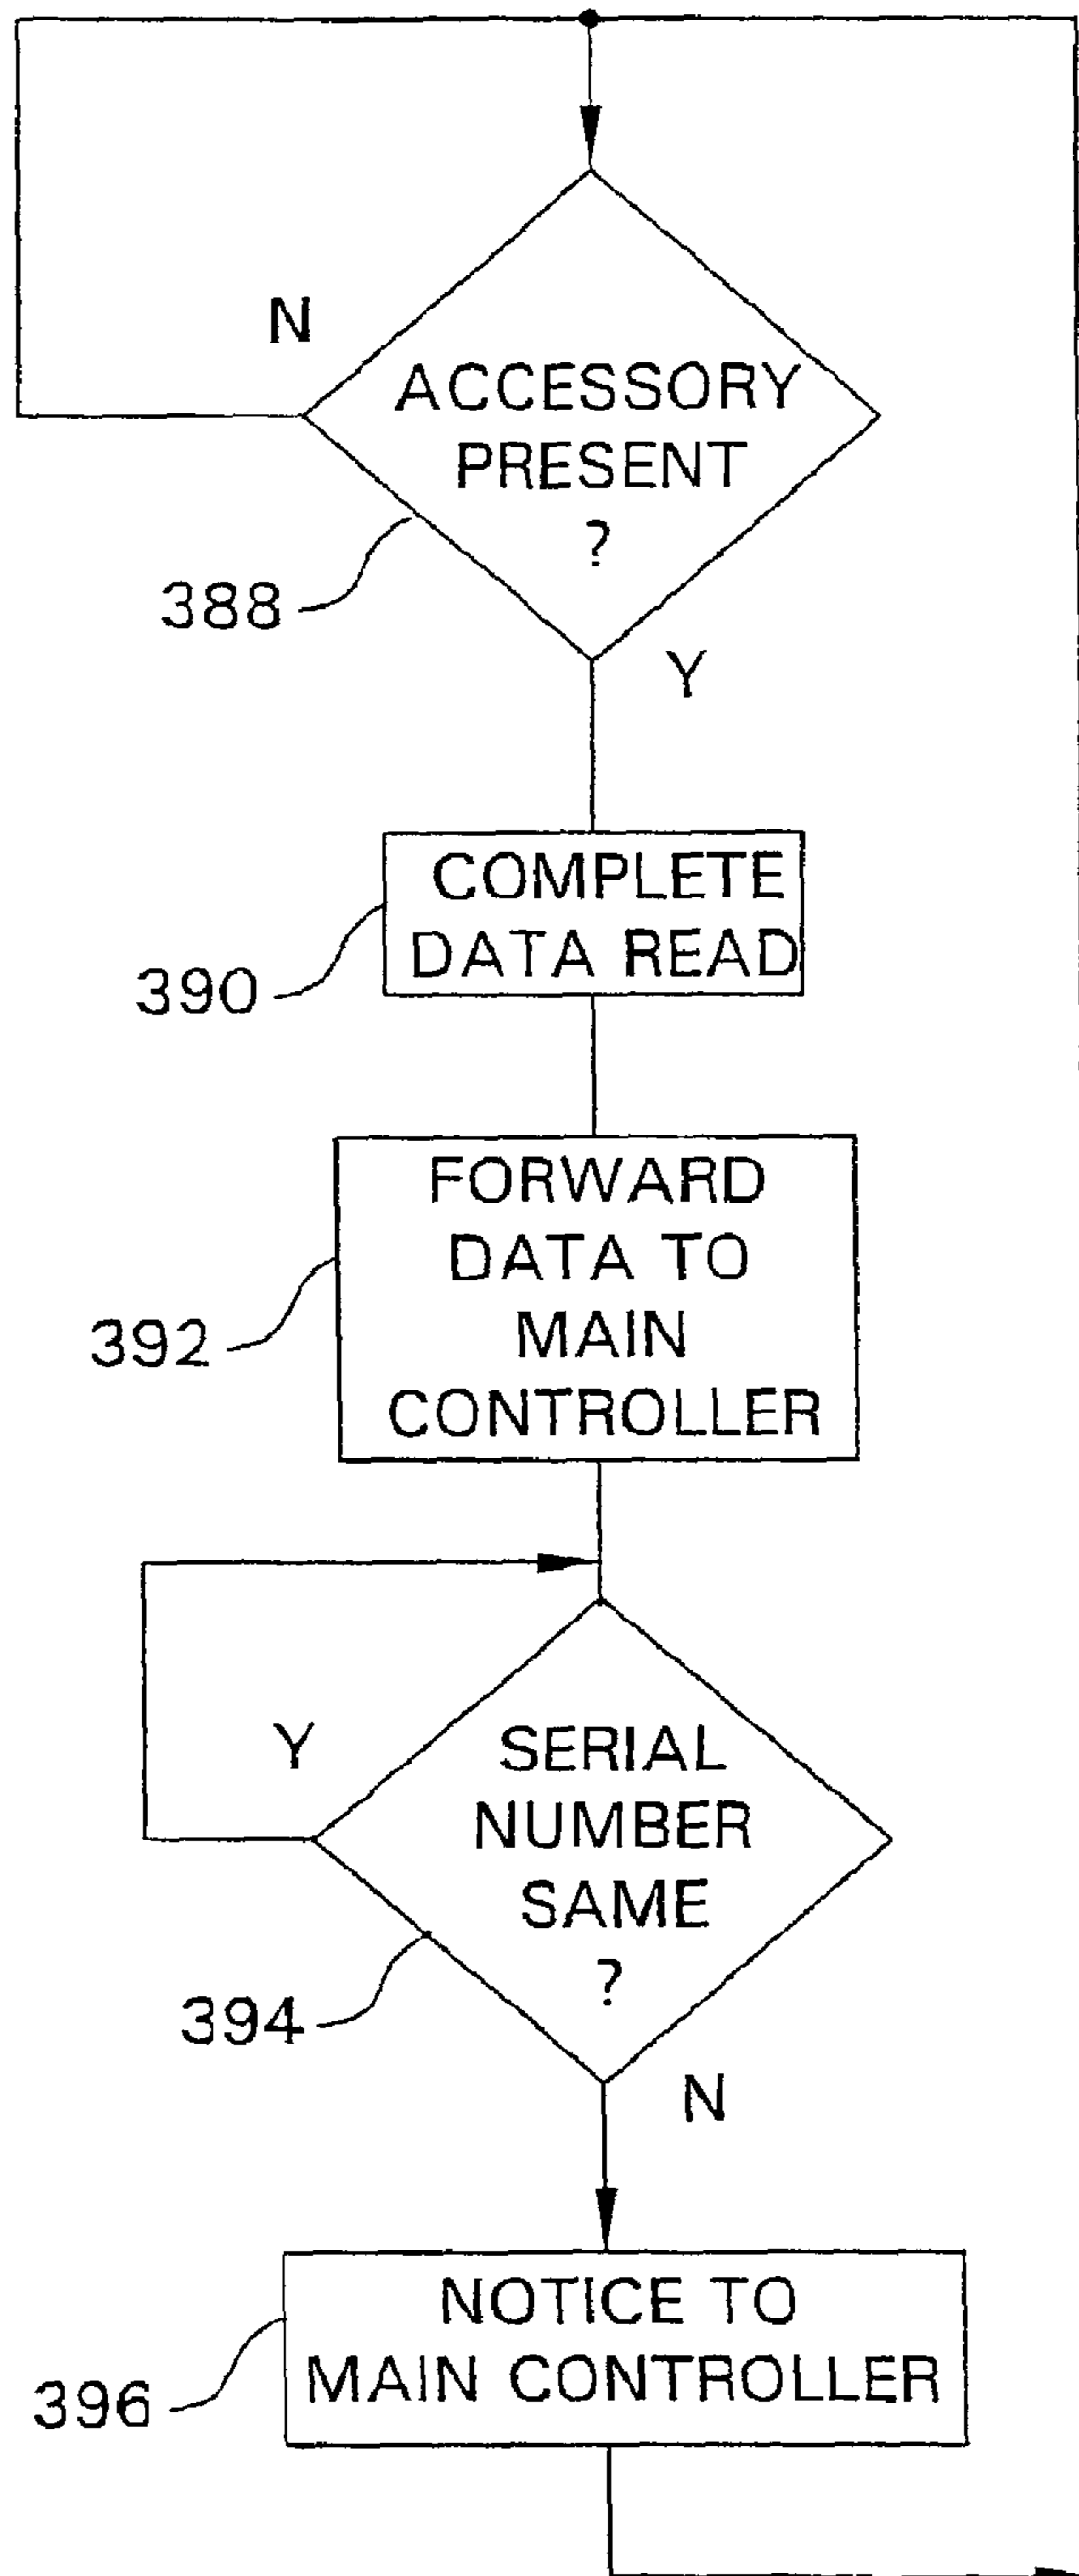 N
ACCESSORY
PRESENT
?
388
Y
COMPLETE
DATA READ
390
FORWARD
DATA TO
MAIN
CONTROLLER
392
Y
SERIAL
NUMBER
SAME
?
394
N
NOTICE TO
MAIN CONTROLLER
396